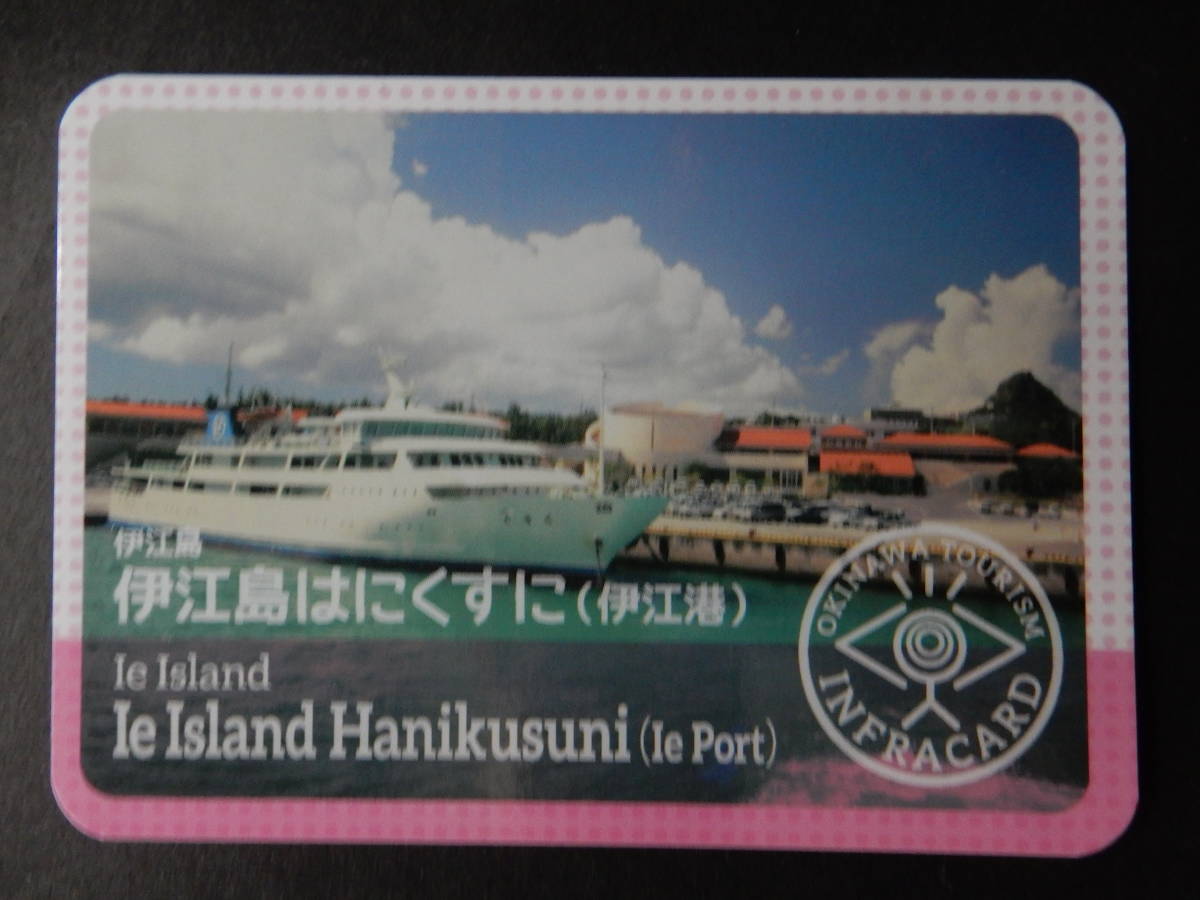 伊江島
伊江島はにくすに(伊江港)
Ie Island
Ie Island Hanikusuni (Ie Port)
OKINAWA TOURISM
INFRACARD